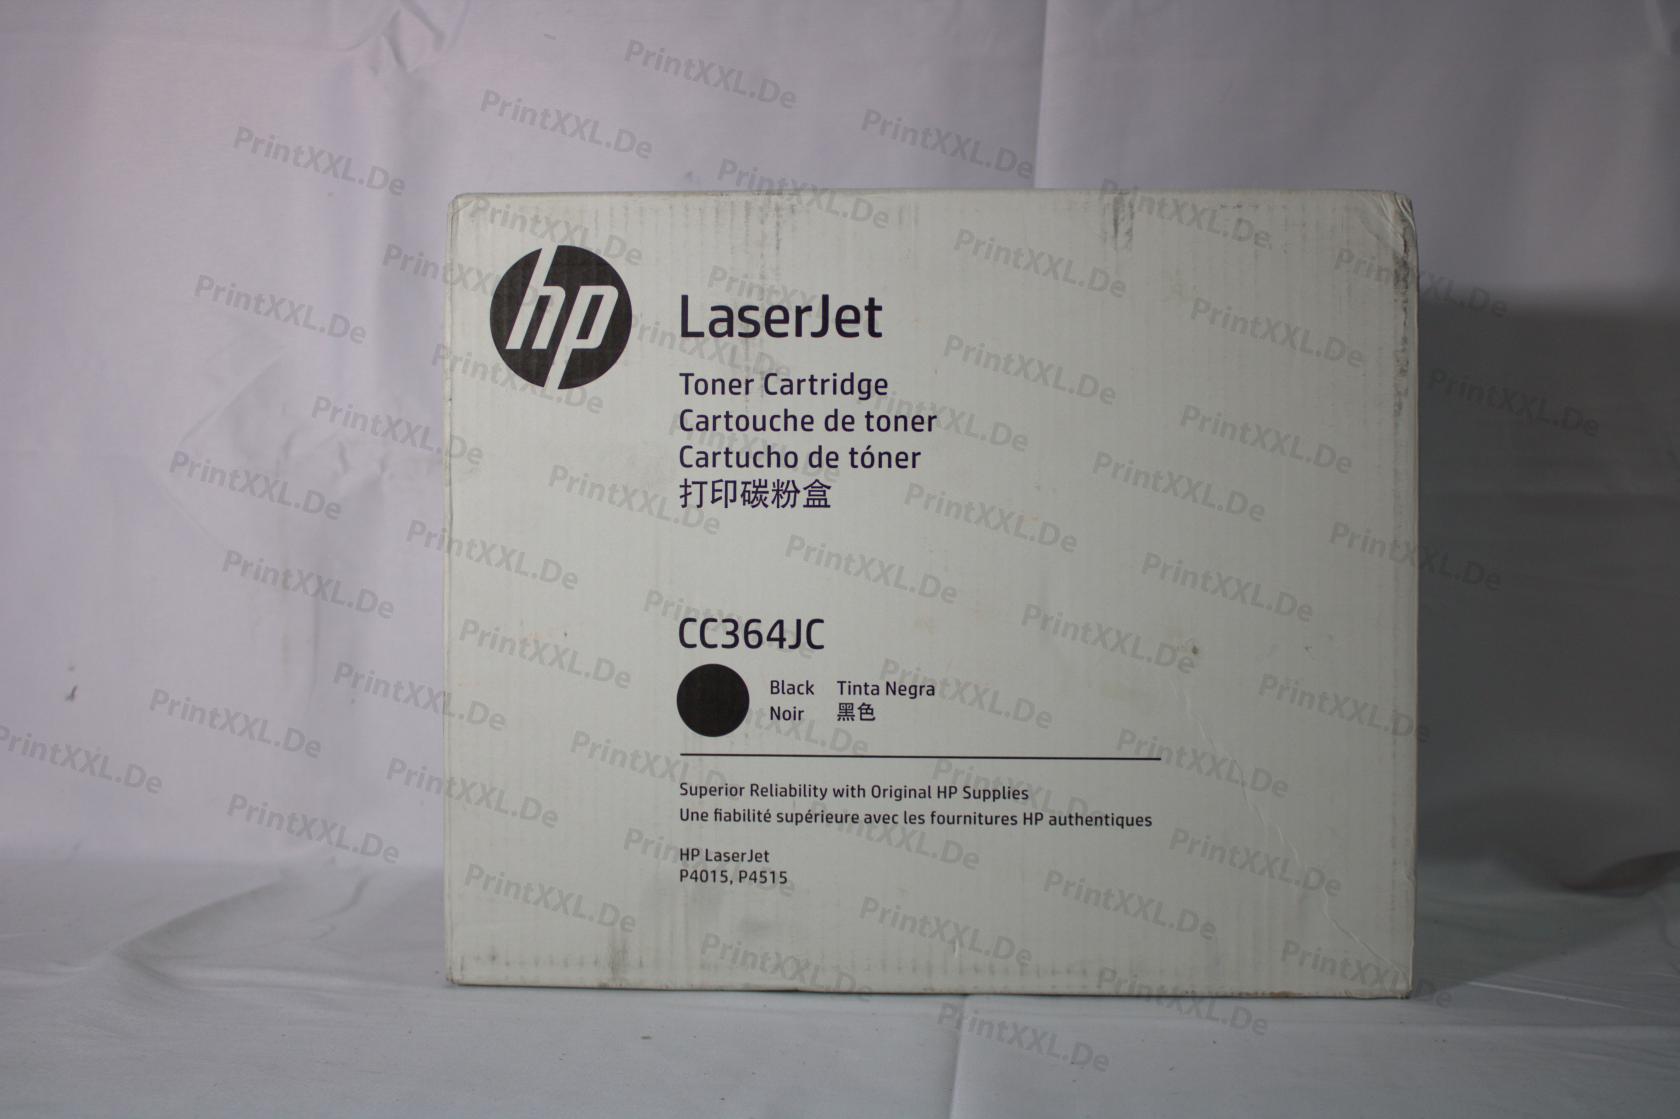 hp
LaserJet
Toner Cartridge
Cartouche de toner
Cartucho de tóner
打印碳粉盒
CC364JC
Black Tinta Negra
Noir 黑色
Superior Reliability with Original HP Supplies
Une fiabilité supérieure avec les fournitures HP authentiques
HP LaserJet
P4015, P4515
PrintXXL.De